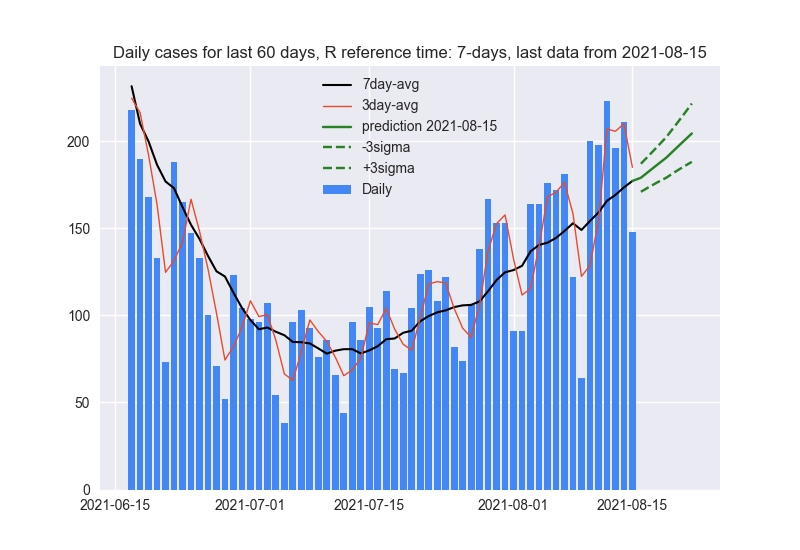 Daily cases for last 60 days, R reference time: 7-days, last data from 2021-08-15
7day-avg
3day-avg
prediction 2021-08-15
-3sigma
+3sigma
Daily
200
150
100
50
0
2021-06-15
2021-07-01
2021-07-15
2021-08-01
2021-08-15